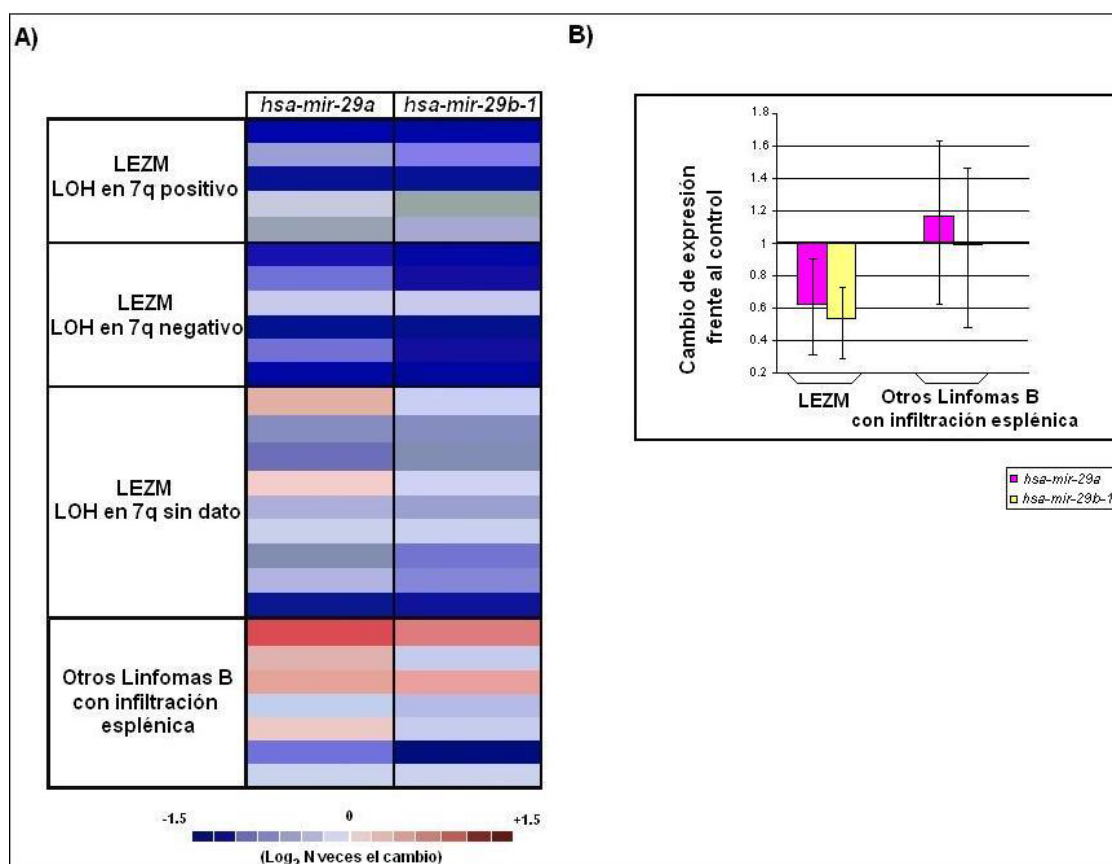 A)
hsa-mir-29a hsa-mir-29b-1
LEZM
LOH en 7q positivo
LEZM
LOH en 7q negativo
LEZM
LOH en 7q sin dato
Otros Linfomas B
con infiltración
esplénica
-1.5 0 +1.5
(Log2 N veces el cambio)
B)
Cambio de expresión
frente al control
1.8
1.6
1.4
1.2
1
0.8
0.6
0.4
0.2
LEZM
Otros Linfomas B
con infiltración esplénica
hsa-mir-29a
hsa-mir-29b-1